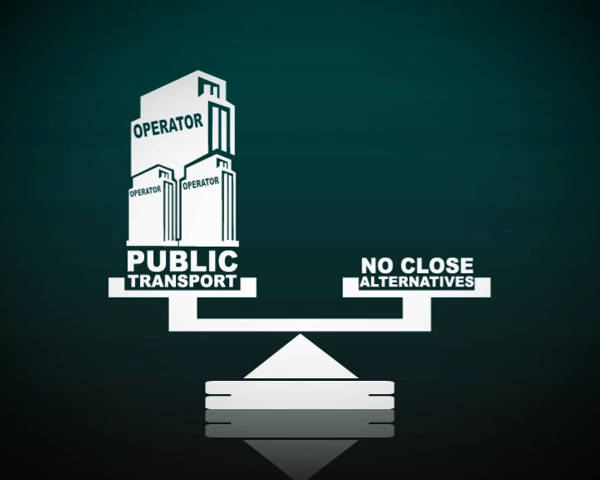 OPERATOR
OPERATOR
OPERATOR
PUBLIC
TRANSPORT
NO CLOSE
ALTERNATIVES